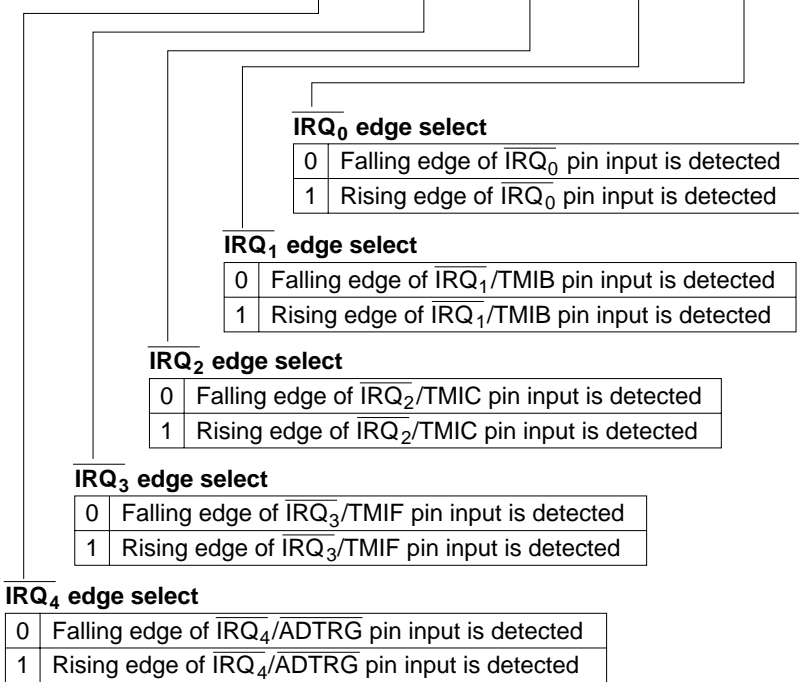 IRQ₀ edge select
0 Falling edge of IRQ₀ pin input is detected
1 Rising edge of IRQ₀ pin input is detected
IRQ₁ edge select
0 Falling edge of IRQ₁/TMIB pin input is detected
1 Rising edge of IRQ₁/TMIB pin input is detected
IRQ₂ edge select
0 Falling edge of IRQ₂/TMIC pin input is detected
1 Rising edge of IRQ₂/TMIC pin input is detected
IRQ₃ edge select
0 Falling edge of IRQ₃/TMIF pin input is detected
1 Rising edge of IRQ₃/TMIF pin input is detected
IRQ₄ edge select
0 Falling edge of IRQ₄/ADTRG pin input is detected
1 Rising edge of IRQ₄/ADTRG pin input is detected